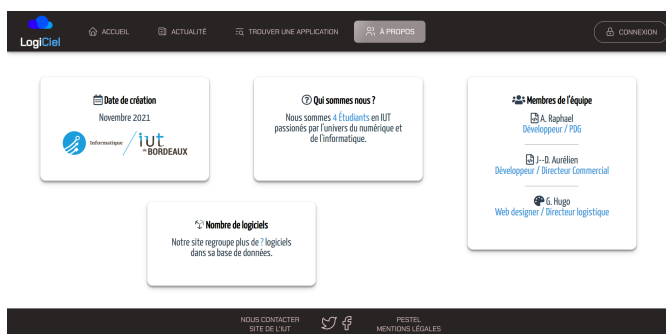 LogiCiel
ACCUEIL
ACTUALITÉ
TROUVER UNE APPLICATION
À PROPOS
CONNEXION
Date de création
Novembre 2021
Informatique
iut
de BORDEAUX
Qui sommes nous ?
Nous sommes 4 Étudiants en IUT
passionés par l'univers du numérique et
de l'informatique.
Membres de l'équipe
A. Raphael
Développeur / PDG
J--D. Aurélien
Développeur / Directeur Commercial
G. Hugo
Web designer / Directeur logistique
Nombre de logiciels
Notre site regroupe plus de ? logiciels
dans sa base de données.
NOUS CONTACTER
SITE DE L'IUT
PESTEL
MENTIONS LÉGALES